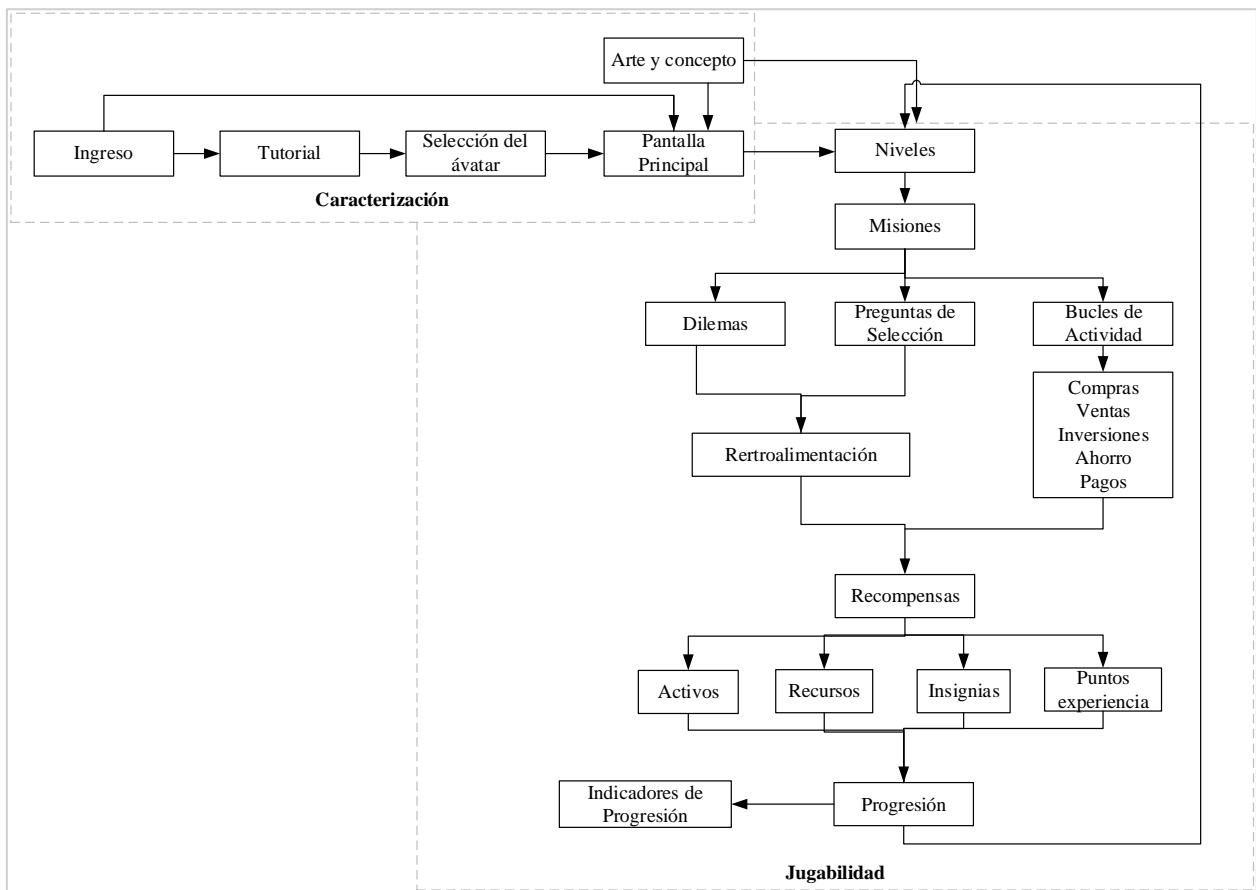 Arte y concepto
Ingreso
Tutorial
Selección del
ávatar
Pantalla
Principal
Niveles
Caracterización
Misiones
Dilemas
Preguntas de
Selección
Bucles de
Actividad
Compras
Ventas
Inversiones
Ahorro
Pagos
Rertroalimentación
Recompensas
Activos
Recursos
Insignias
Puntos
experiencia
Indicadores de
Progresión
Progresión
Jugabilidad